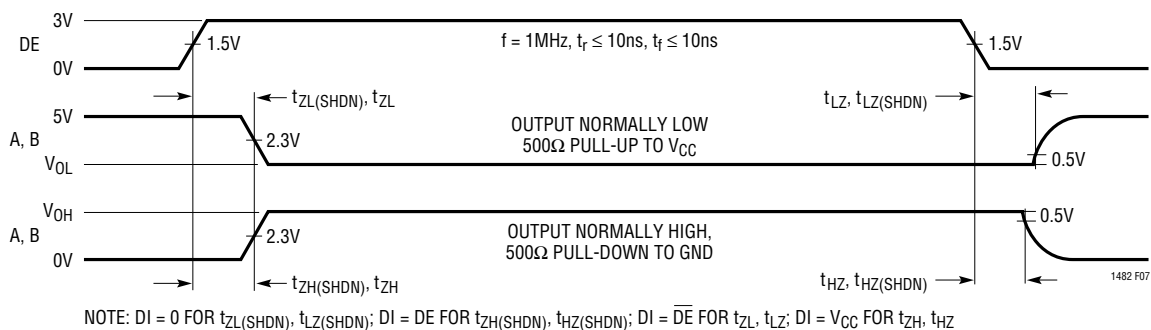 3V
DE
0V
1.5V
f = 1MHz, tr ≤ 10ns, tf ≤ 10ns
1.5V
tZL(SHDN), tZL
tLZ, tLZ(SHDN)
5V
A, B
VOL
2.3V
OUTPUT NORMALLY LOW
500Ω PULL-UP TO VCC
0.5V
VOH
A, B
0V
2.3V
OUTPUT NORMALLY HIGH,
500Ω PULL-DOWN TO GND
0.5V
tZH(SHDN), tZH
tHZ, tHZ(SHDN)
1482 F07
NOTE: DI = 0 FOR tZL(SHDN), tLZ(SHDN); DI = DE FOR tZH(SHDN), tHZ(SHDN); DI = D̅E̅ FOR tZL, tLZ; DI = VCC FOR tZH, tHZ